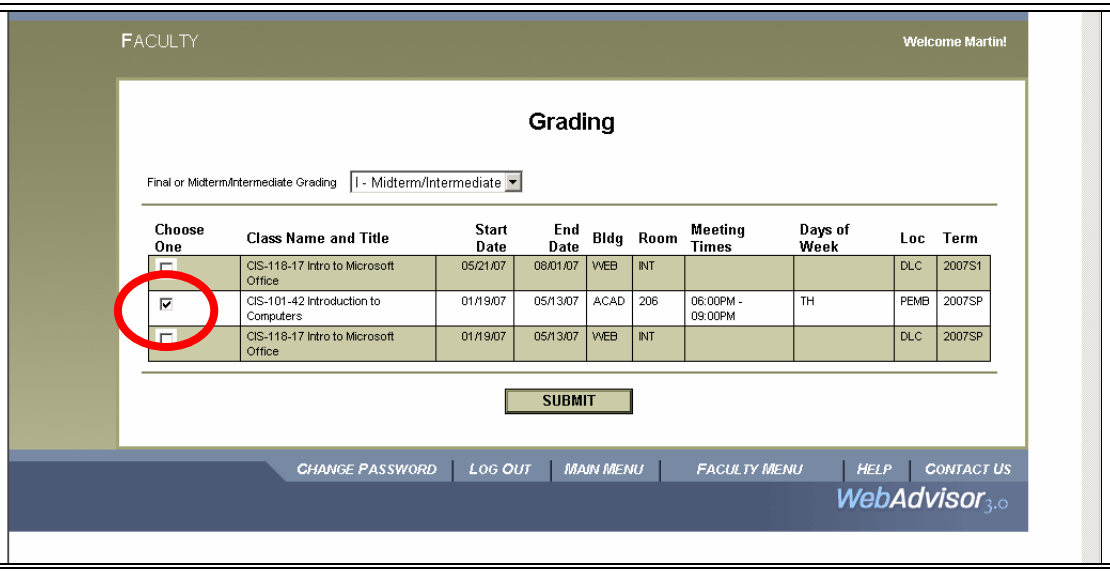 FACULTY
Welcome Martin!
Grading
Final or Midterm/Intermediate Grading I - Midterm/Intermediate
Choose One Class Name and Title Start Date End Date Bldg Room Meeting Times Days of Week Loc Term
CIS-118-17 Intro to Microsoft Office 05/21/07 08/01/07 WEB INT DLC 2007S1
CIS-101-42 Introduction to Computers 01/19/07 05/13/07 ACAD 206 06:00PM - 09:00PM TH PEMB 2007SP
CIS-118-17 Intro to Microsoft Office 01/19/07 05/13/07 WEB INT DLC 2007SP
SUBMIT
CHANGE PASSWORD LOG OUT MAIN MENU FACULTY MENU HELP CONTACT US
WebAdvisor3.0